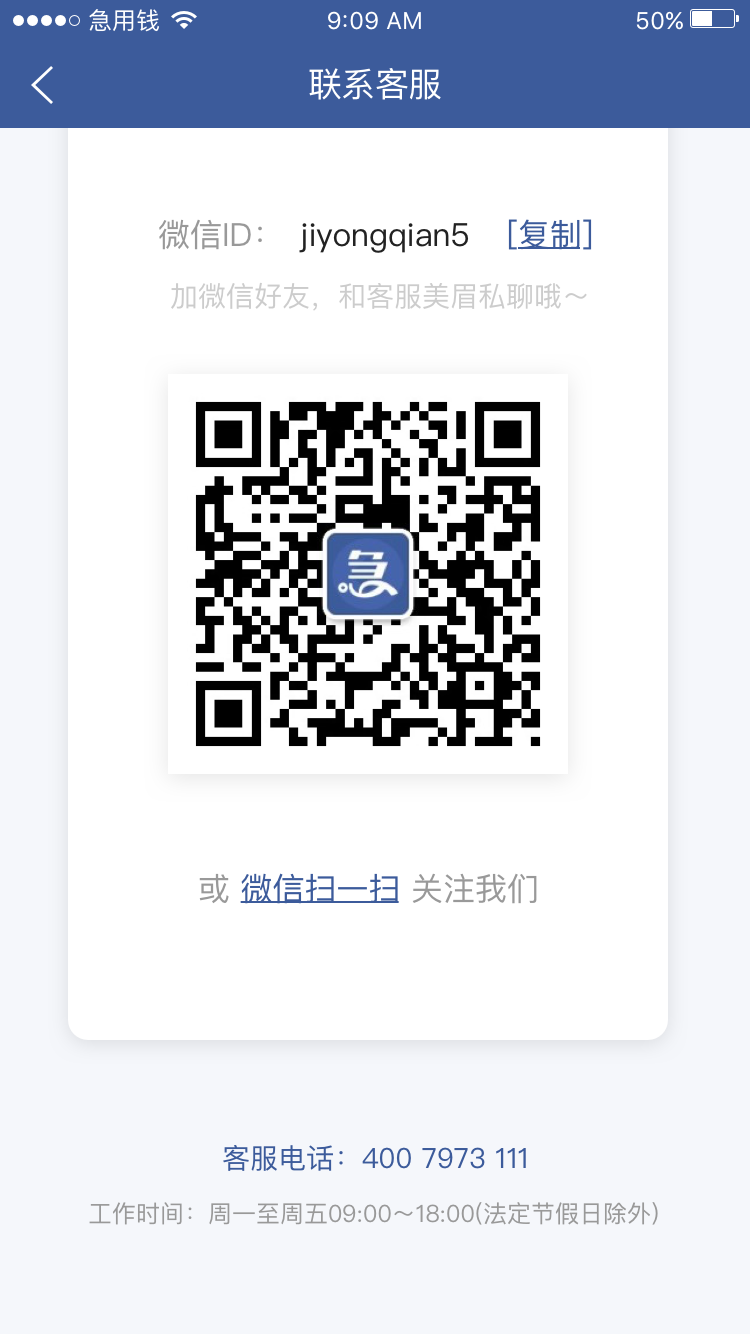 急用钱 9:09 AM 50%
联系客服
微信ID： jiyongqian5 [复制]
加微信好友，和客服美眉私聊哦～
急
或 微信扫一扫 关注我们
客服电话：400 7973 111
工作时间：周一至周五09:00～18:00(法定节假日除外)